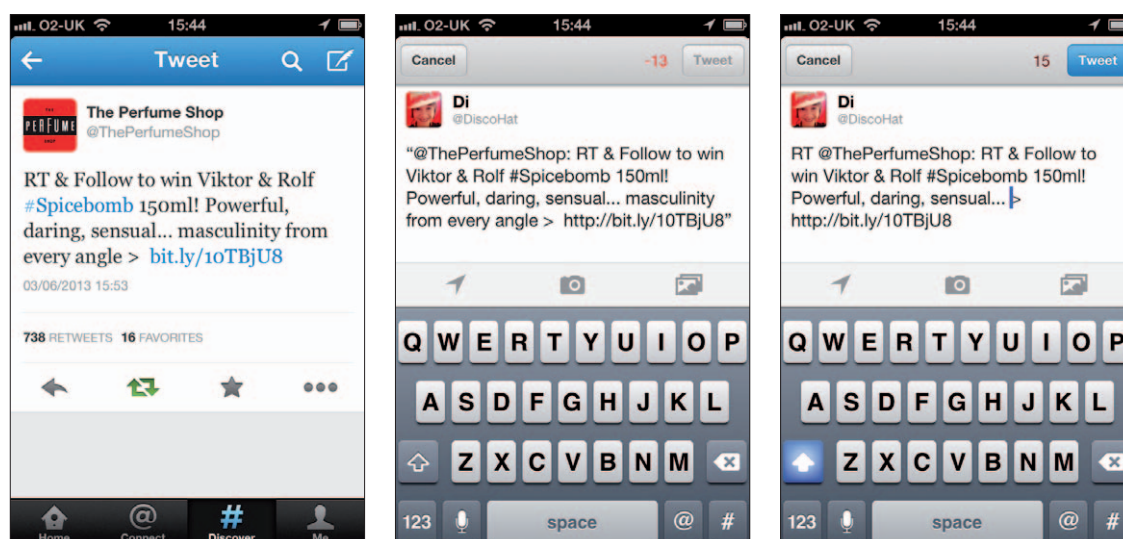 O2-UK 15:44
Tweet
THE
PERFUME
SHOP
The Perfume Shop
@ThePerfumeShop
RT & Follow to win Viktor & Rolf
#Spicebomb 150ml! Powerful,
daring, sensual... masculinity from
every angle > bit.ly/10TBjU8
03/06/2013 15:53
738 RETWEETS 16 FAVORITES
Home @ Connect # Discover Me
O2-UK 15:44
Cancel -13 Tweet
Di
@DiscoHat
“@ThePerfumeShop: RT & Follow to win
Viktor & Rolf #Spicebomb 150ml!
Powerful, daring, sensual... masculinity
from every angle > http://bit.ly/10TBjU8”
Q W E R T Y U I O P
A S D F G H J K L
Z X C V B N M
123 space @ #
O2-UK 15:44
Cancel 15 Tweet
Di
@DiscoHat
RT @ThePerfumeShop: RT & Follow to
win Viktor & Rolf #Spicebomb 150ml!
Powerful, daring, sensual... >
http://bit.ly/10TBjU8
Q W E R T Y U I O P
A S D F G H J K L
Z X C V B N M
123 space @ #